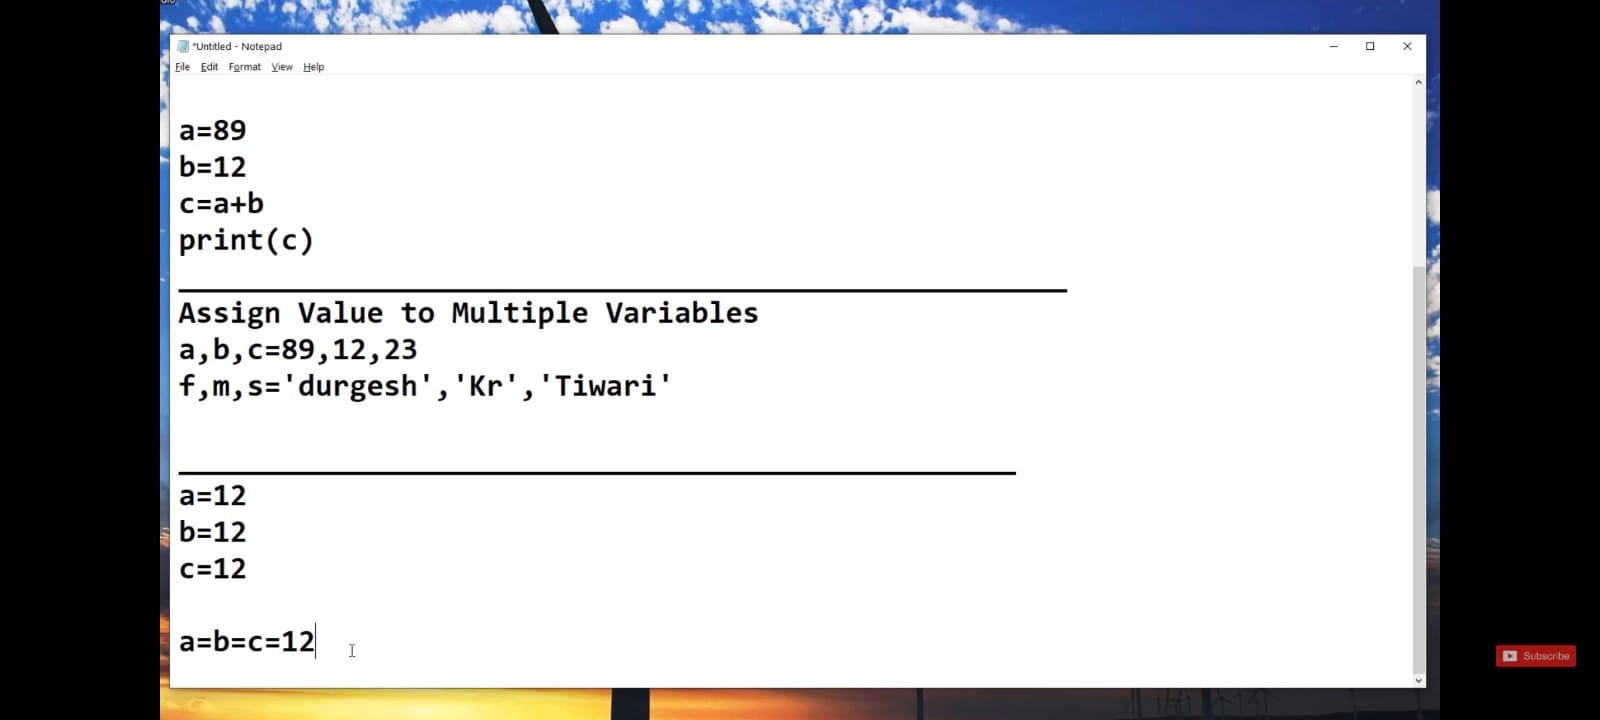 *Untitled - Notepad
File Edit Format View Help
a=89
b=12
c=a+b
print(c)
Assign Value to Multiple Variables
a,b,c=89,12,23
f,m,s='durgesh','Kr','Tiwari'
a=12
b=12
c=12
a=b=c=12
Subscribe